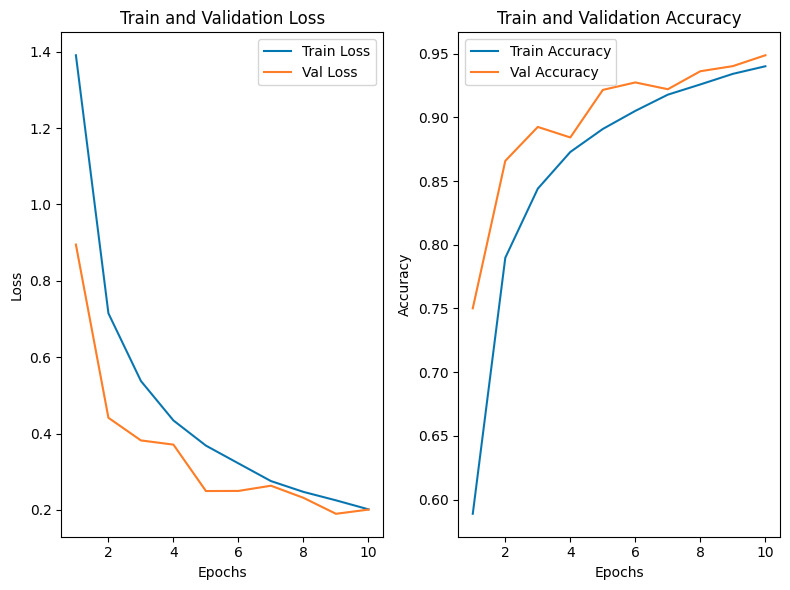 Train and Validation Loss
Train Loss
Val Loss
1.4
1.2
1.0
0.8
0.6
0.4
0.2
Loss
2 4 6 8 10
Epochs
Train and Validation Accuracy
Train Accuracy
Val Accuracy
0.95
0.90
0.85
0.80
0.75
0.70
0.65
0.60
Accuracy
2 4 6 8 10
Epochs